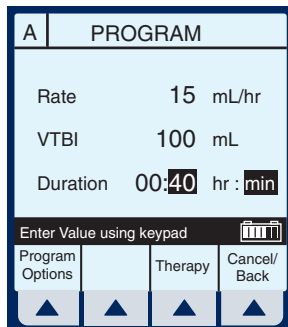 A PROGRAM
Rate 15 mL/hr
VTBI 100 mL
Duration 00:40 hr : min
Enter Value using keypad
Program Options Therapy Cancel/ Back